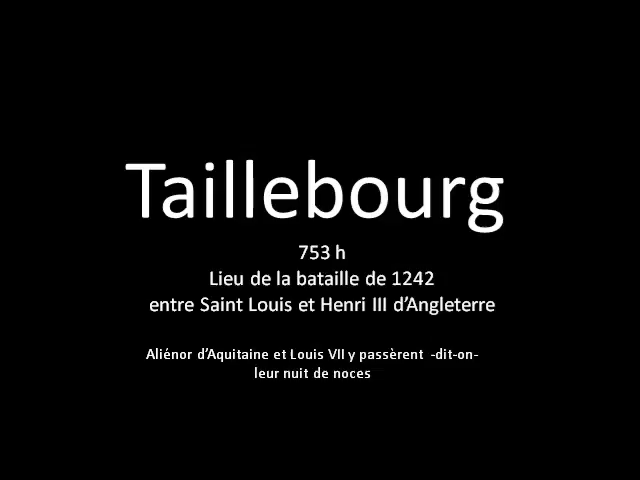 Taillebourg
753 h
Lieu de la bataille de 1242
entre Saint Louis et Henri III d’Angleterre
Aliénor d’Aquitaine et Louis VII y passèrent -dit-on-
leur nuit de noces